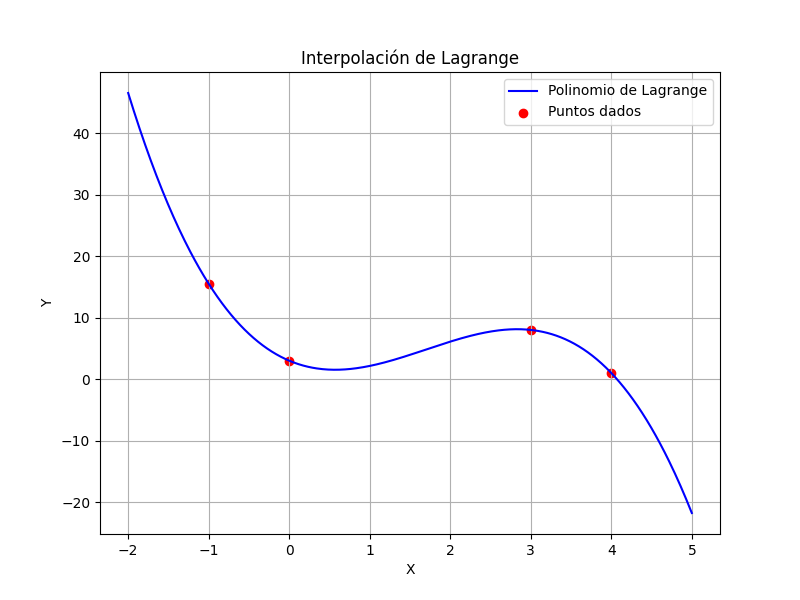 Interpolación de Lagrange
Polinomio de Lagrange
Puntos dados
Y
40
30
20
10
0
−10
−20
−2 −1 0 1 2 3 4 5
X